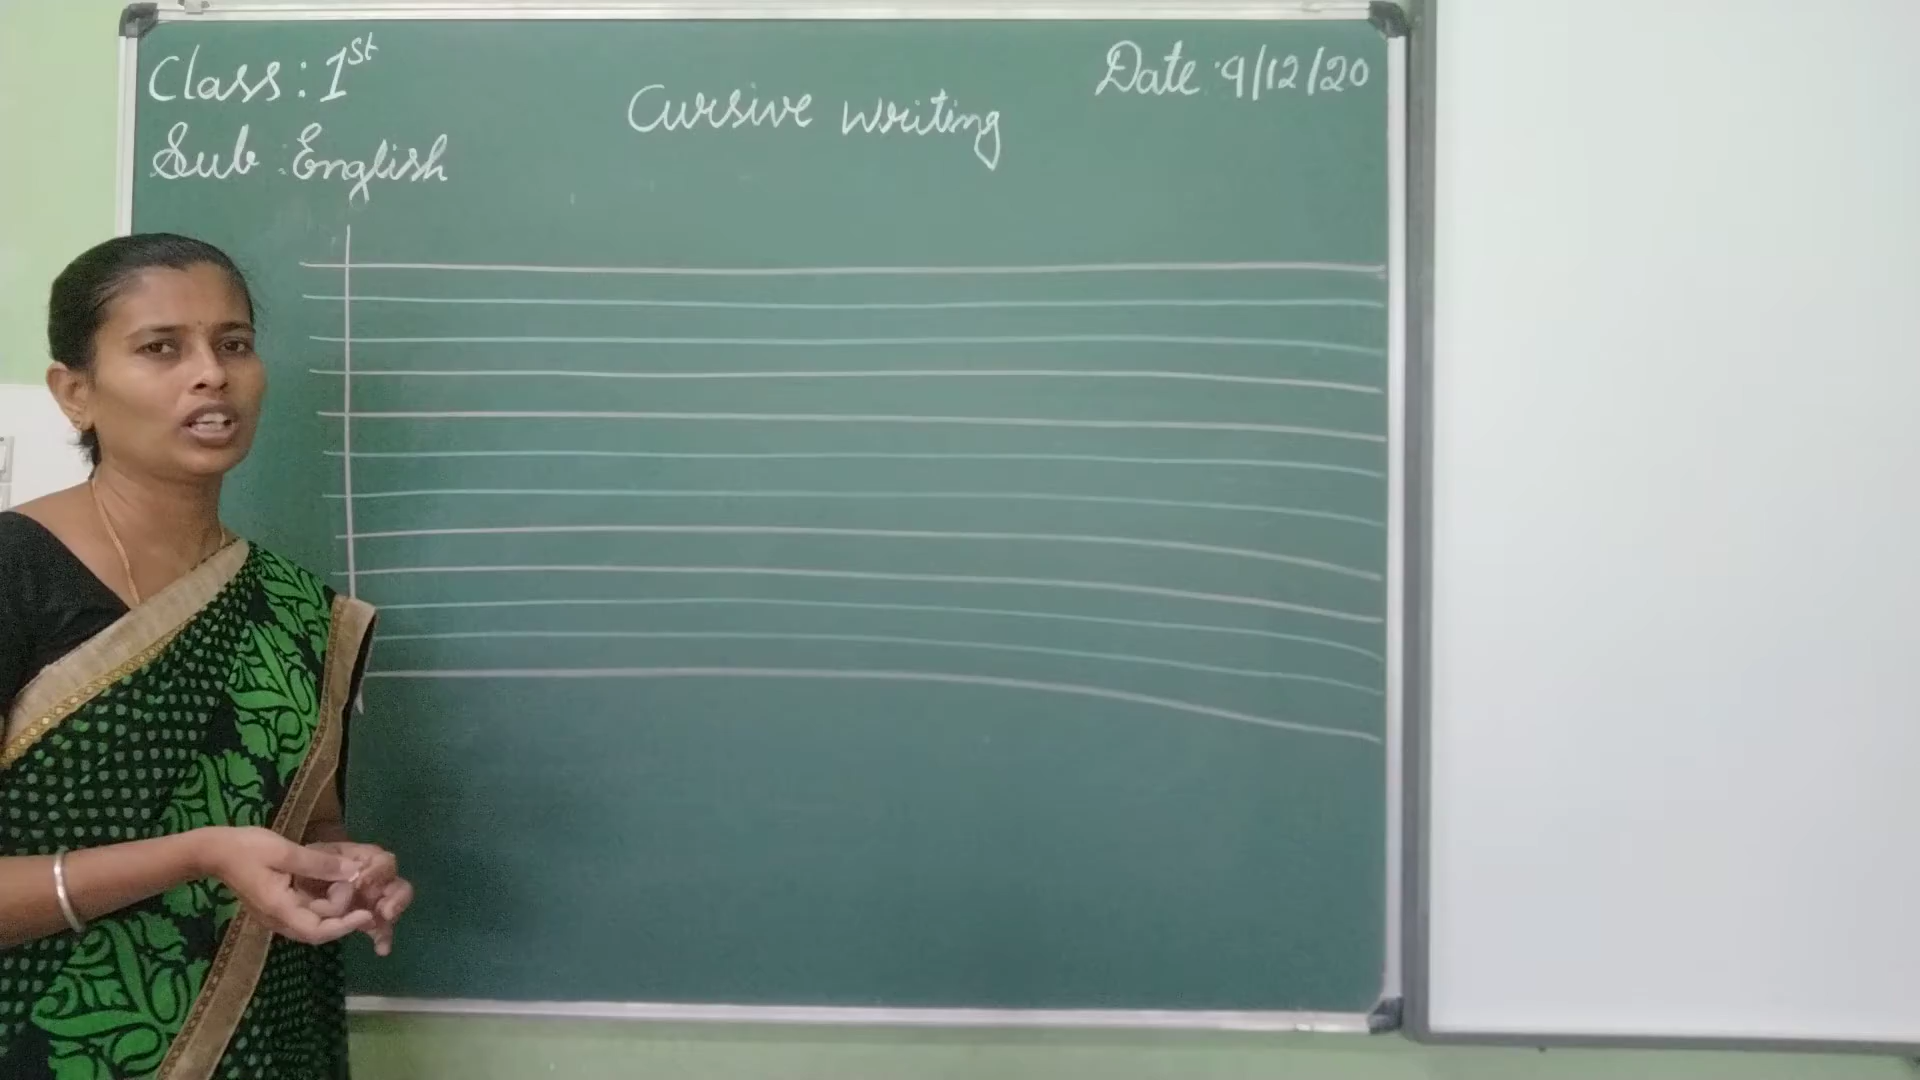 Class : 1st
Sub : English
Cursive writing
Date : 9/12/20